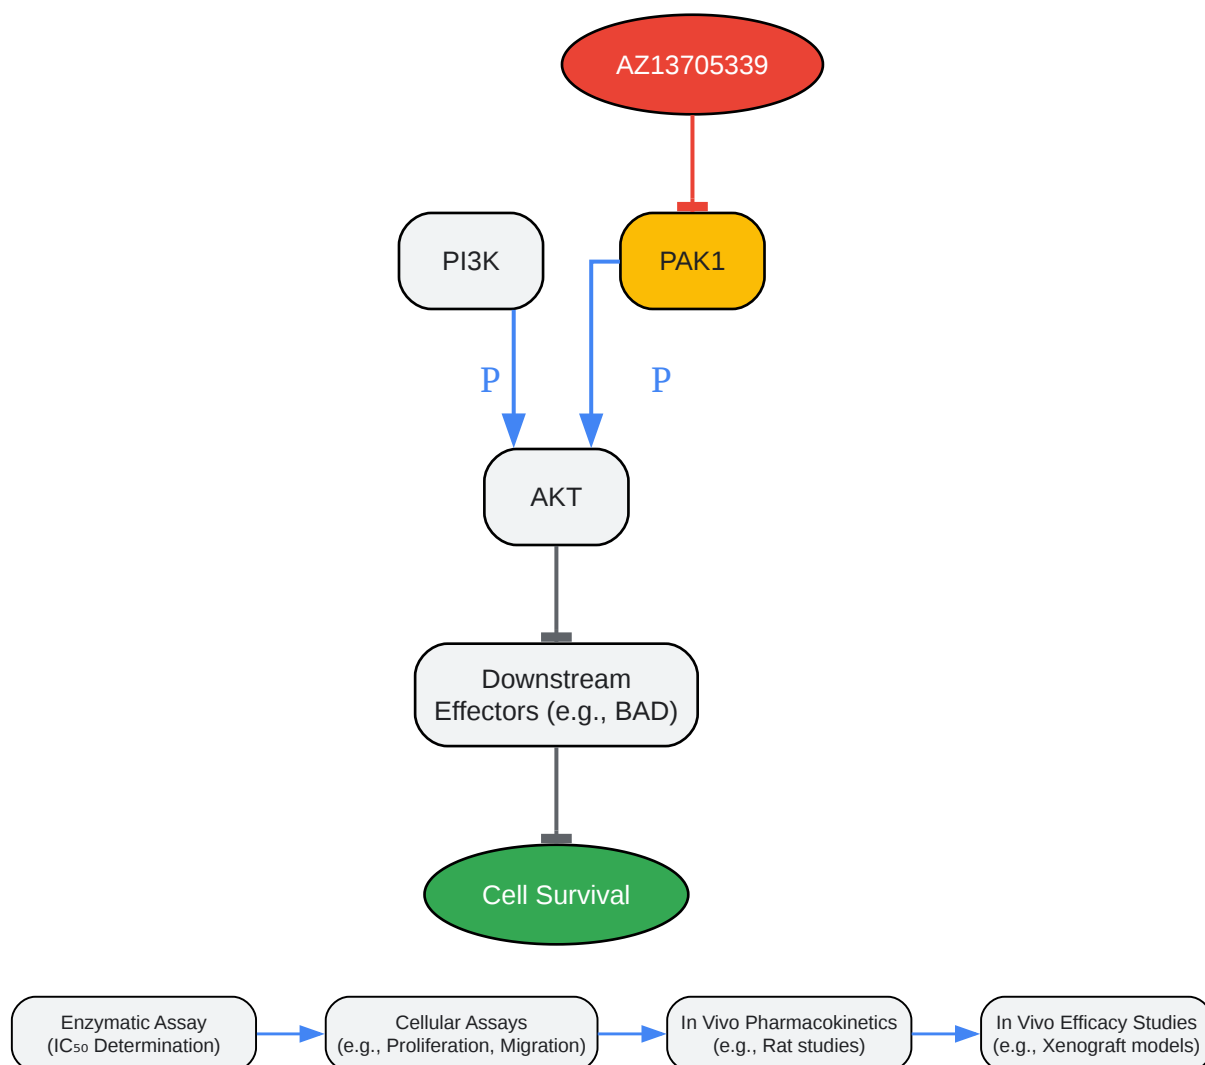 AZ13705339
PI3K
PAK1
P
P
AKT
Downstream
Effectors (e.g., BAD)
Cell Survival
Enzymatic Assay
(IC₅₀ Determination)
Cellular Assays
(e.g., Proliferation, Migration)
In Vivo Pharmacokinetics
(e.g., Rat studies)
In Vivo Efficacy Studies
(e.g., Xenograft models)